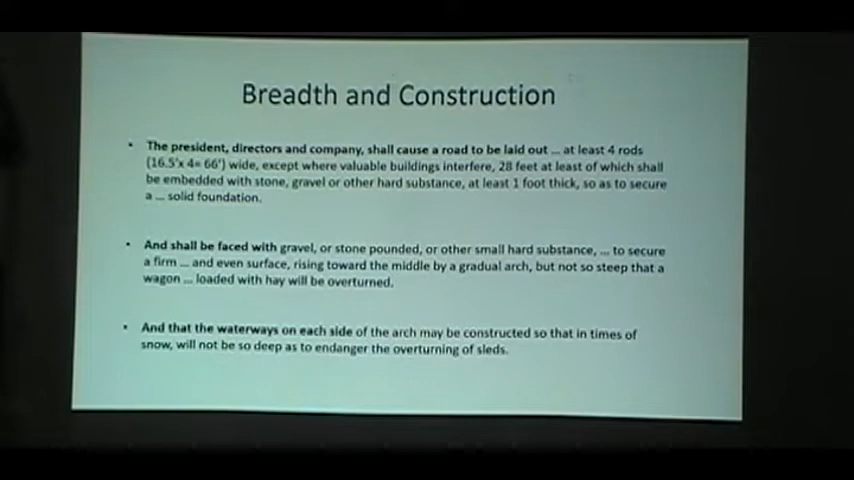 Breadth and Construction
• The president, directors and company, shall cause a road to be laid out ... at least 4 rods
(16.5'x 4= 66') wide, except where valuable buildings interfere, 28 feet at least of which shall
be embedded with stone, gravel or other hard substance, at least 1 foot thick, so as to secure
a ... solid foundation.
• And shall be faced with gravel, or stone pounded, or other small hard substance, ... to secure
a firm ... and even surface, rising toward the middle by a gradual arch, but not so steep that a
wagon ... loaded with hay will be overturned.
• And that the waterways on each side of the arch may be constructed so that in times of
snow, will not be so deep as to endanger the overturning of sleds.